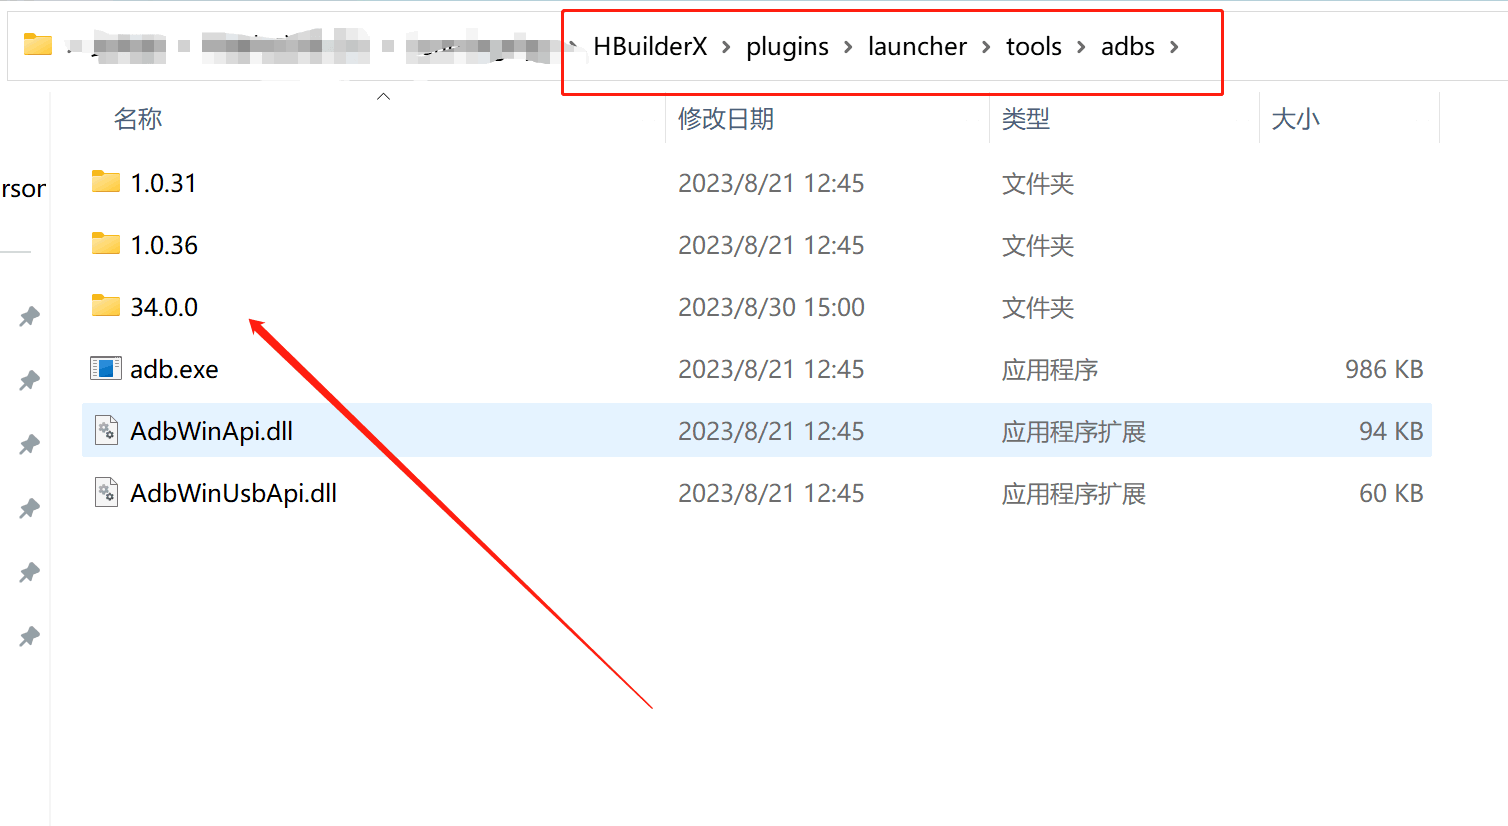 HBuilderX > plugins > launcher > tools > adbs >
名称 修改日期 类型 大小
1.0.31 2023/8/21 12:45 文件夹
rsor
1.0.36 2023/8/21 12:45 文件夹
34.0.0 2023/8/30 15:00 文件夹
adb.exe 2023/8/21 12:45 应用程序 986 KB
AdbWinApi.dll 2023/8/21 12:45 应用程序扩展 94 KB
AdbWinUsbApi.dll 2023/8/21 12:45 应用程序扩展 60 KB